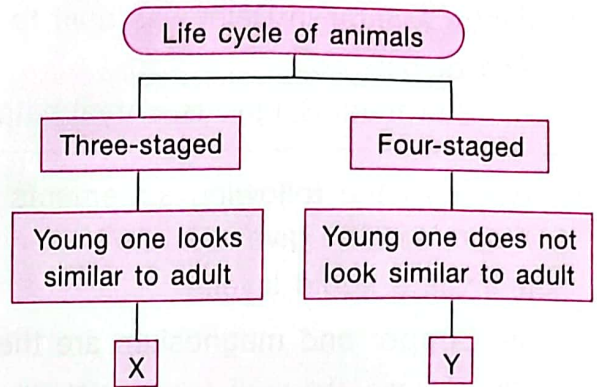 Life cycle of animals
Three-staged
Four-staged
Young one looks
similar to adult
Young one does not
look similar to adult
X
Y